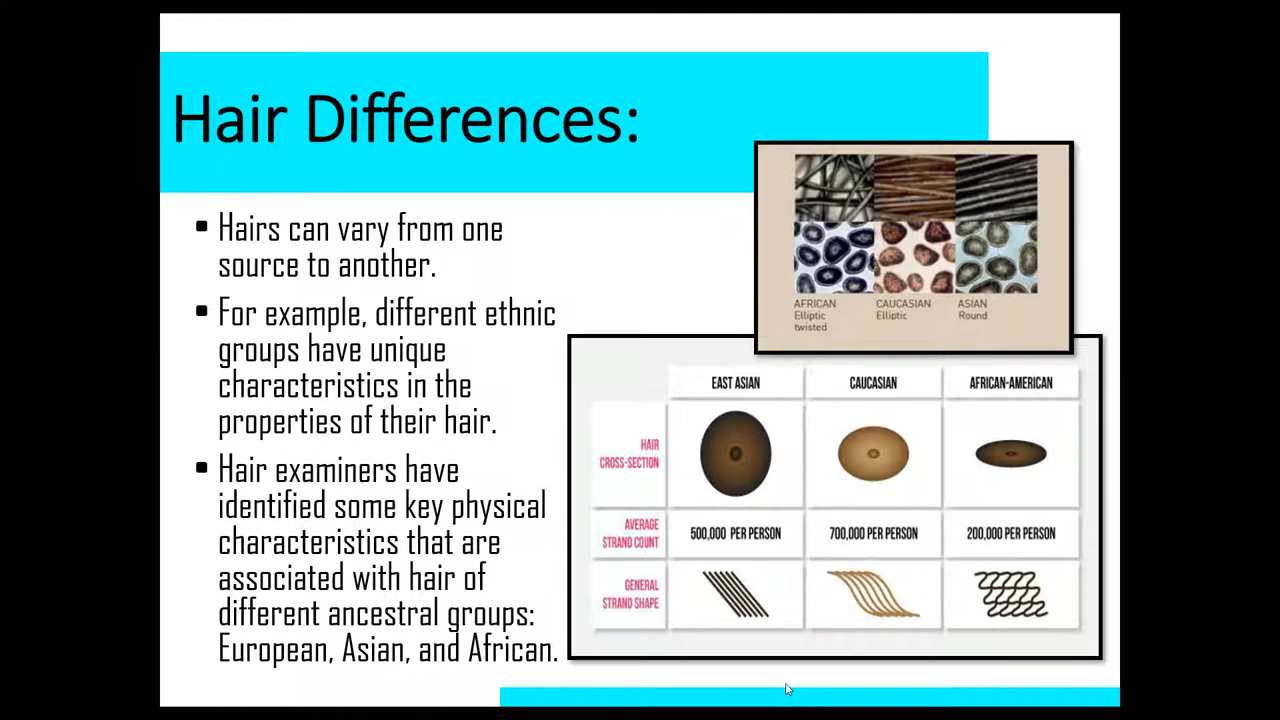 Hair Differences:
• Hairs can vary from one
source to another.
• For example, different ethnic
groups have unique
characteristics in the
properties of their hair.
• Hair examiners have
identified some key physical
characteristics that are
associated with hair of
different ancestral groups:
European, Asian, and African.
AFRICAN CAUCASIAN ASIAN
Elliptic Elliptic Round
twisted
EAST ASIAN CAUCASIAN AFRICAN-AMERICAN
HAIR
CROSS-SECTION
AVERAGE
STRAND COUNT
500,000 PER PERSON 700,000 PER PERSON 200,000 PER PERSON
GENERAL
STRAND SHAPE